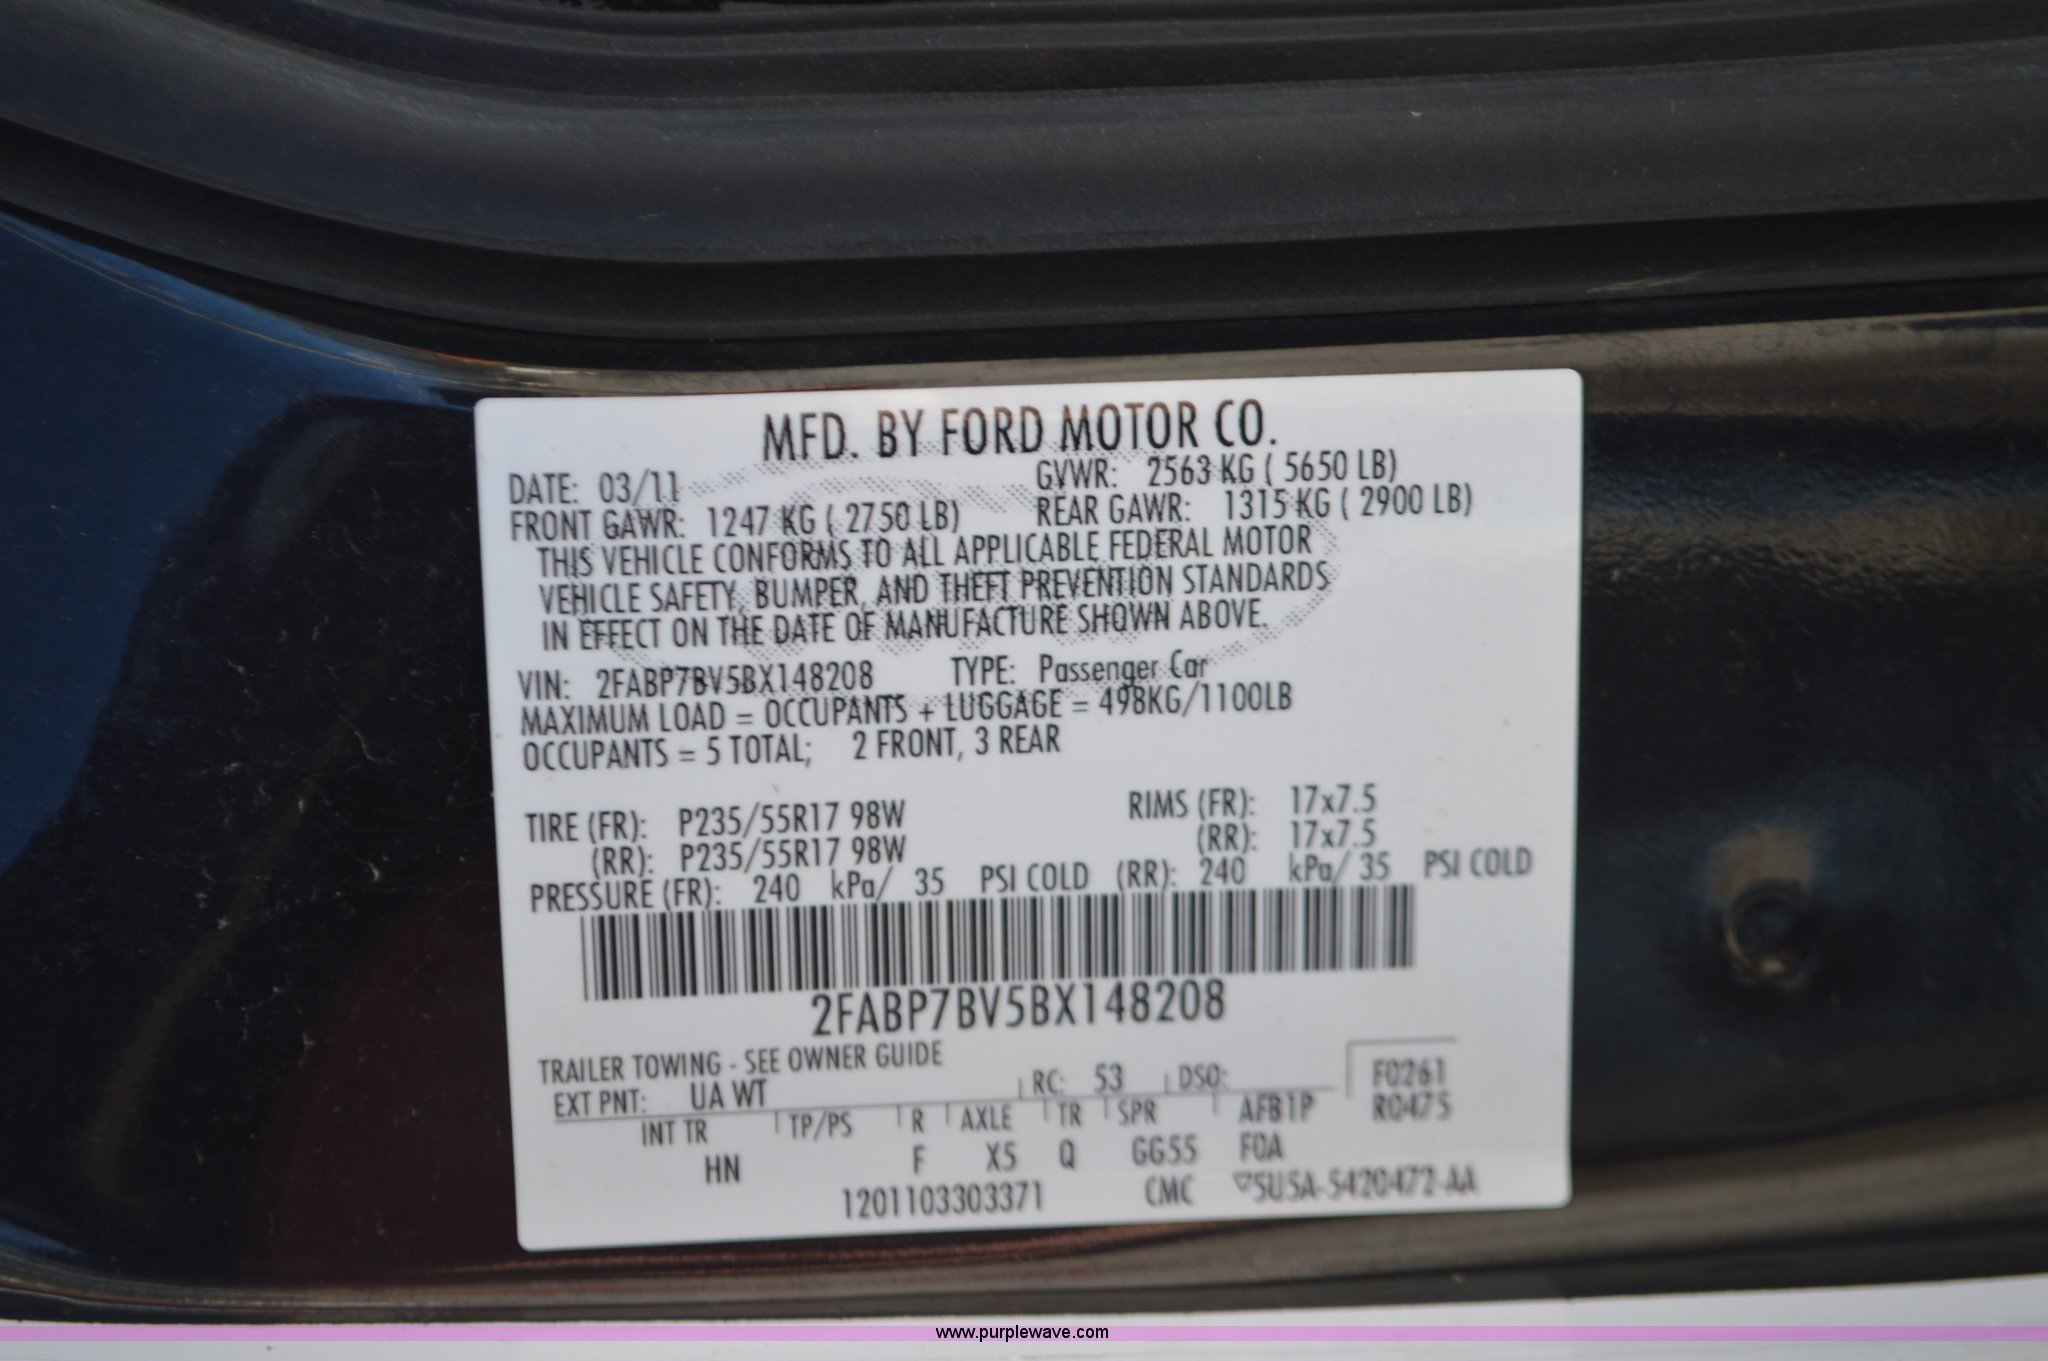 MFD. BY FORD MOTOR CO.
DATE: 03/11 GVWR: 2563 KG ( 5650 LB)
FRONT GAWR: 1247 KG ( 2750 LB) REAR GAWR: 1315 KG ( 2900 LB)
THIS VEHICLE CONFORMS TO ALL APPLICABLE FEDERAL MOTOR
VEHICLE SAFETY, BUMPER, AND THEFT PREVENTION STANDARDS
IN EFFECT ON THE DATE OF MANUFACTURE SHOWN ABOVE.
VIN: 2FABP7BV5BX148208 TYPE: Passenger Car
MAXIMUM LOAD = OCCUPANTS + LUGGAGE = 498KG/1100LB
OCCUPANTS = 5 TOTAL; 2 FRONT, 3 REAR
TIRE (FR): P235/55R17 98W RIMS (FR): 17x7.5
(RR): P235/55R17 98W (RR): 17x7.5
PRESSURE (FR): 240 kPa/ 35 PSI COLD (RR): 240 kPa/ 35 PSI COLD
2FABP7BV5BX148208
TRAILER TOWING - SEE OWNER GUIDE
EXT PNT: UA WT RC: 53 DSO: F0261
INT TR TP/PS R AXLE TR SPR AFB1P R0475
HN F X5 Q GG55 FOA
1201103303371 CMC ▽5U5A-5420472-AA
www.purplewave.com